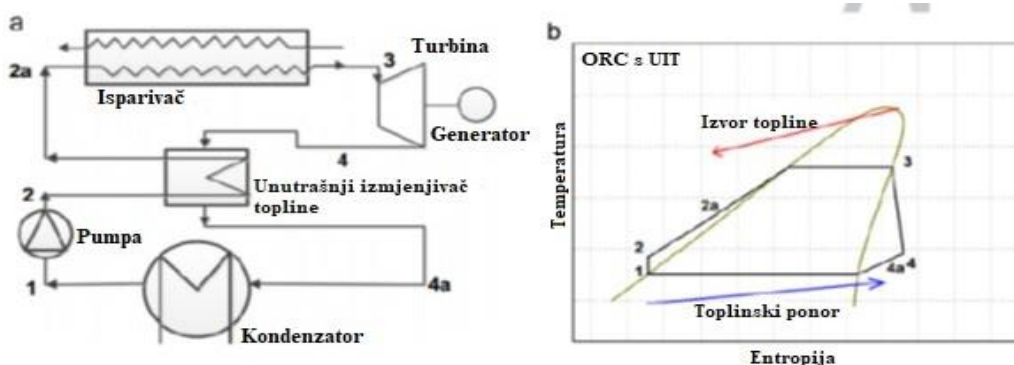 a
Turbina
3
2a
Isparivač
Generator
4
2
Unutrašnji izmjenjivač
topline
Pumpa
1
4a
Kondenzator
b
ORC s UIT
Izvor topline
Temperatura
3
2a
2
1
4a
4
Toplinski ponor
Entropija